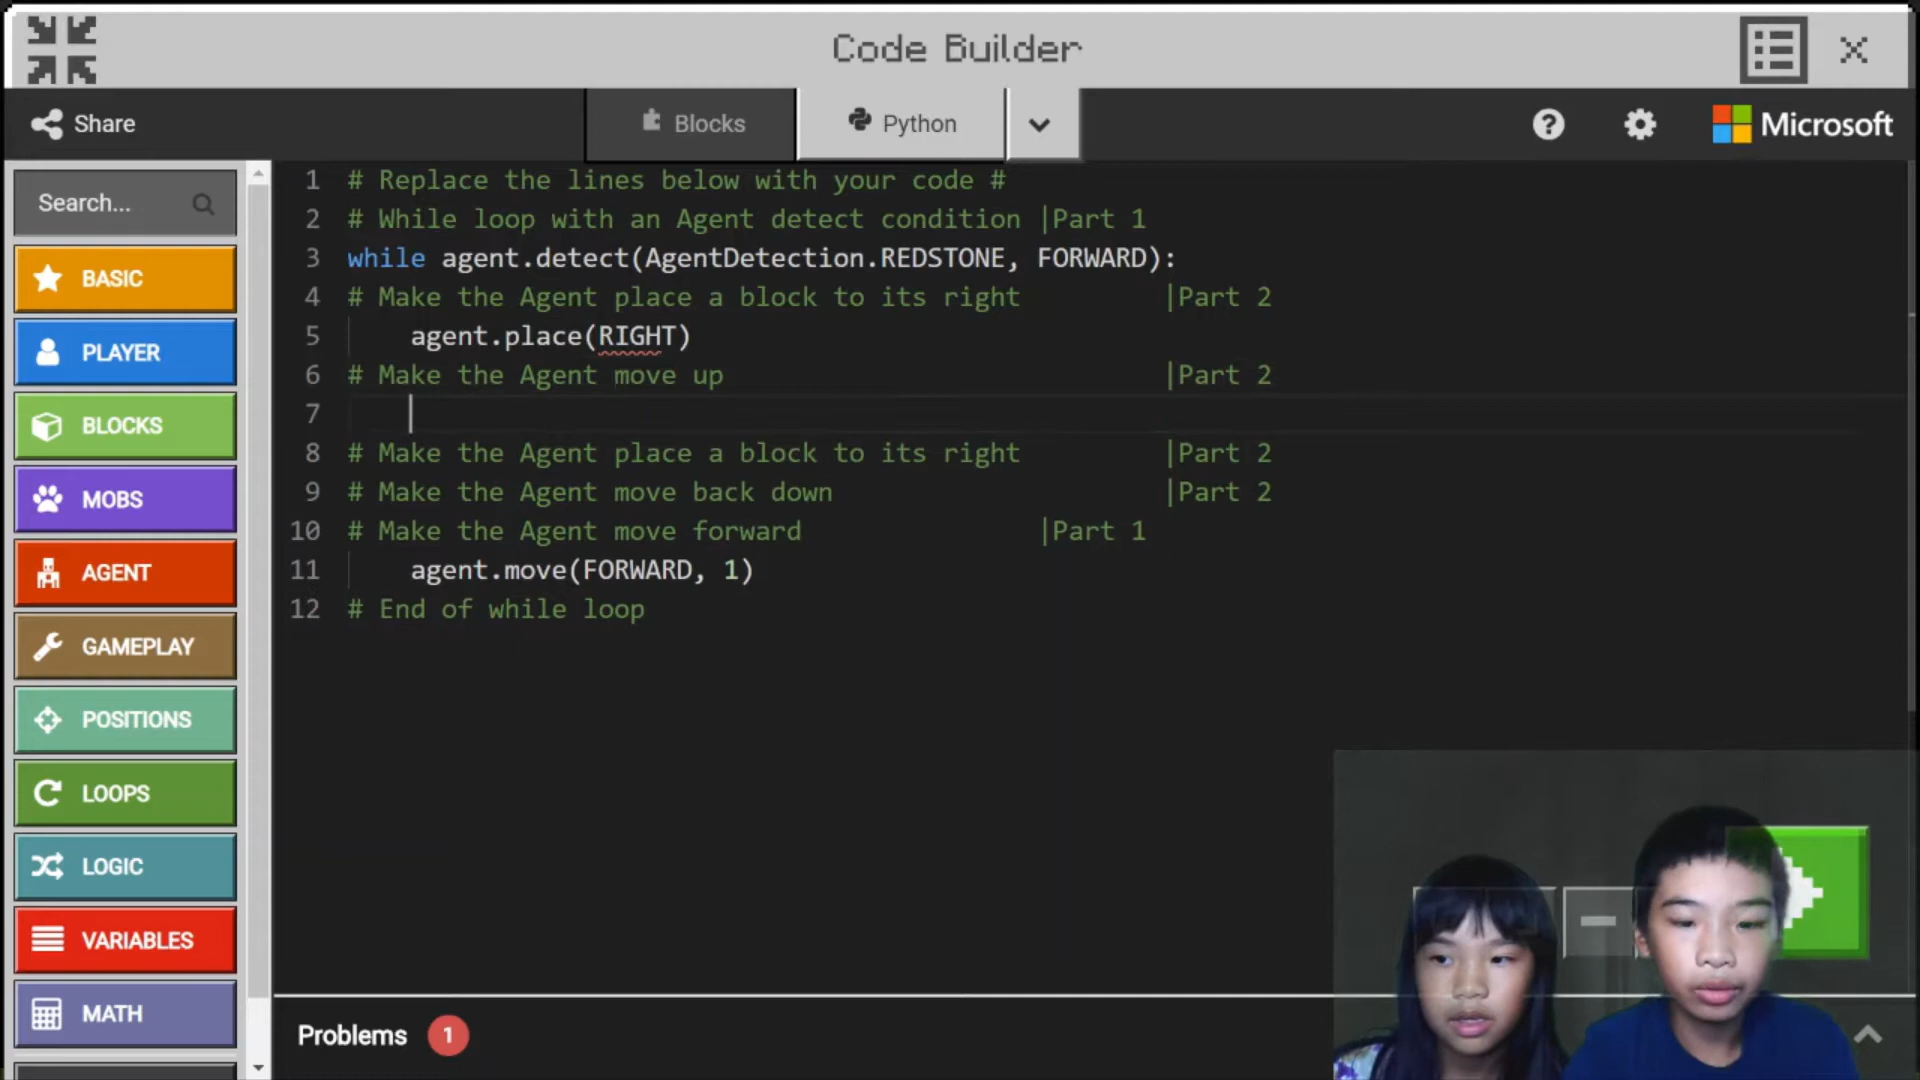 Code Builder
Share
Blocks
Python
Microsoft
Search...
BASIC
PLAYER
BLOCKS
MOBS
AGENT
GAMEPLAY
POSITIONS
LOOPS
LOGIC
VARIABLES
MATH
1 # Replace the lines below with your code #
2 # While loop with an Agent detect condition |Part 1
3 while agent.detect(AgentDetection.REDSTONE, FORWARD):
4 # Make the Agent place a block to its right |Part 2
5 agent.place(RIGHT)
6 # Make the Agent move up |Part 2
7
8 # Make the Agent place a block to its right |Part 2
9 # Make the Agent move back down |Part 2
10 # Make the Agent move forward |Part 1
11 agent.move(FORWARD, 1)
12 # End of while loop
Problems 1